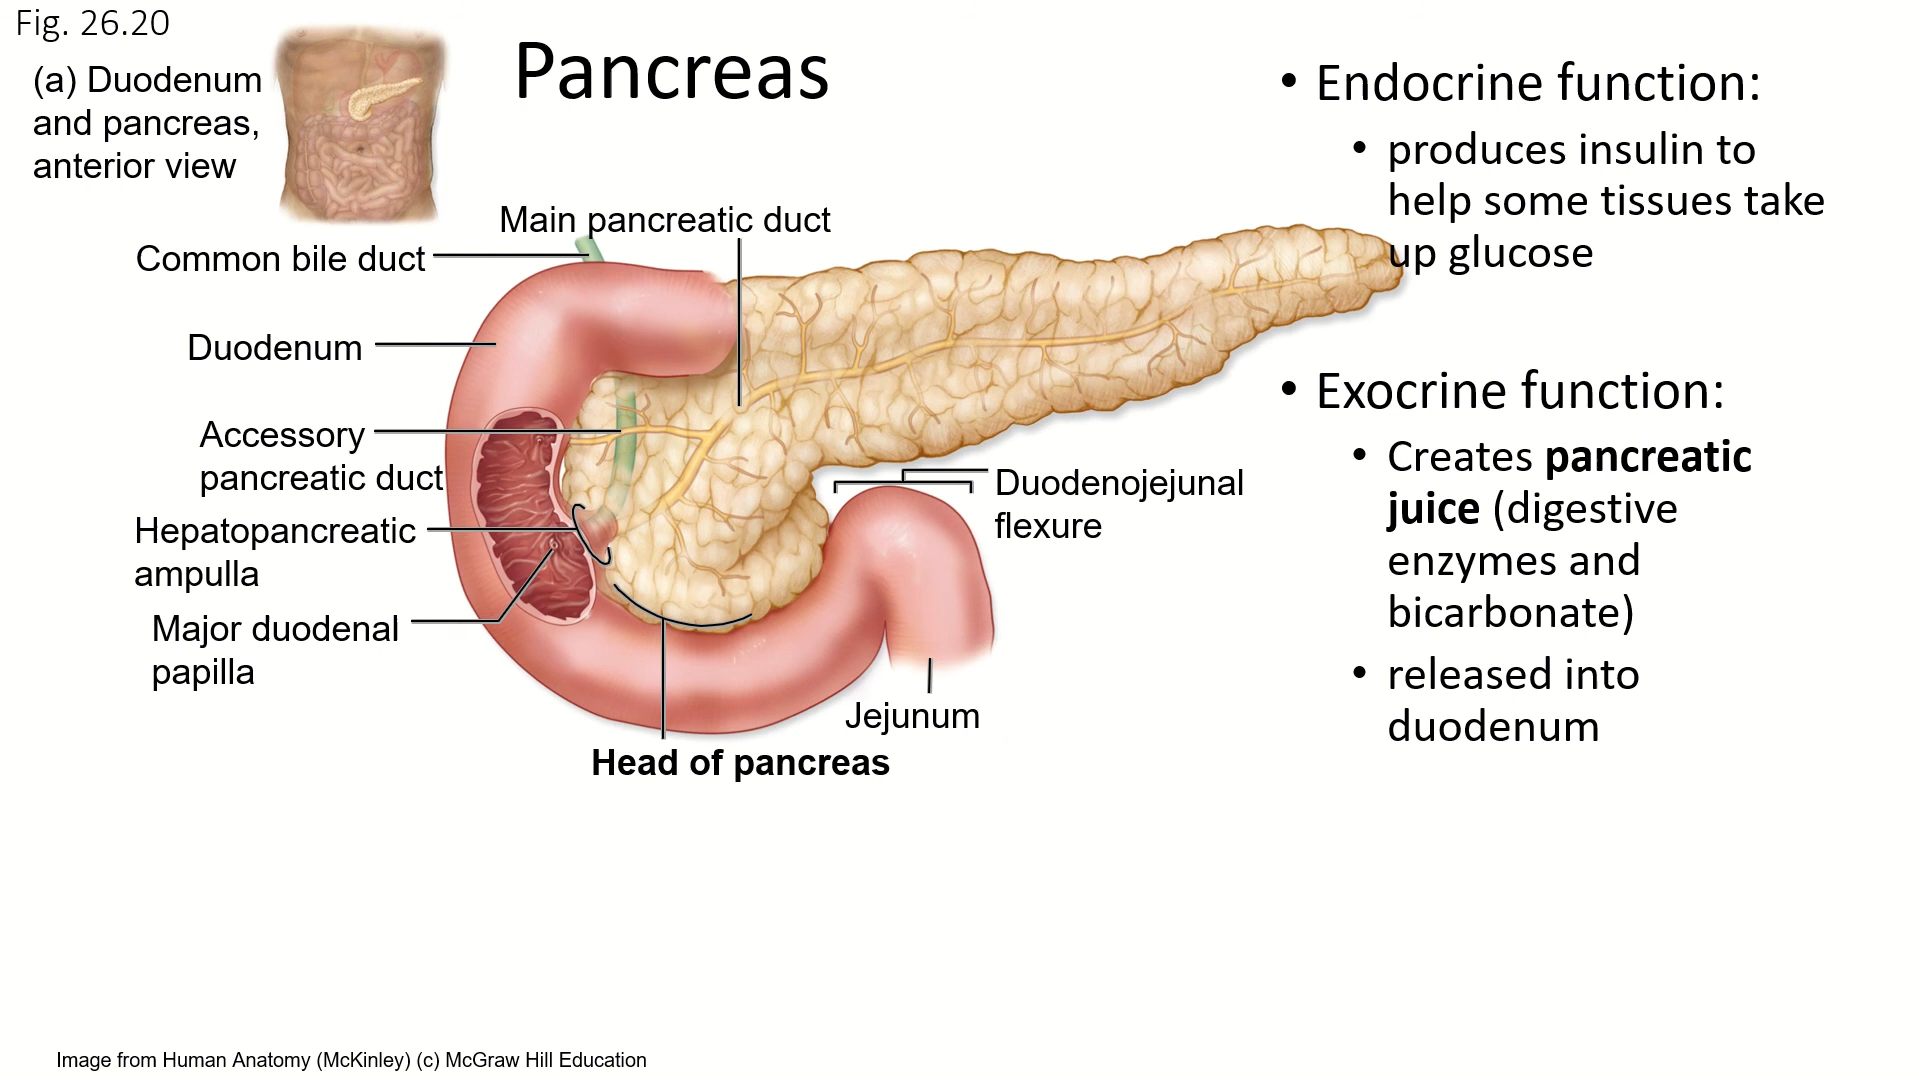 Fig. 26.20
(a) Duodenum
and pancreas,
anterior view
Pancreas
Main pancreatic duct
Common bile duct
Duodenum
Accessory
pancreatic duct
Hepatopancreatic
ampulla
Major duodenal
papilla
Duodenojejunal
flexure
Jejunum
Head of pancreas
• Endocrine function:
• produces insulin to
help some tissues take
up glucose
• Exocrine function:
• Creates pancreatic
juice (digestive
enzymes and
bicarbonate)
• released into
duodenum
Image from Human Anatomy (McKinley) (c) McGraw Hill Education